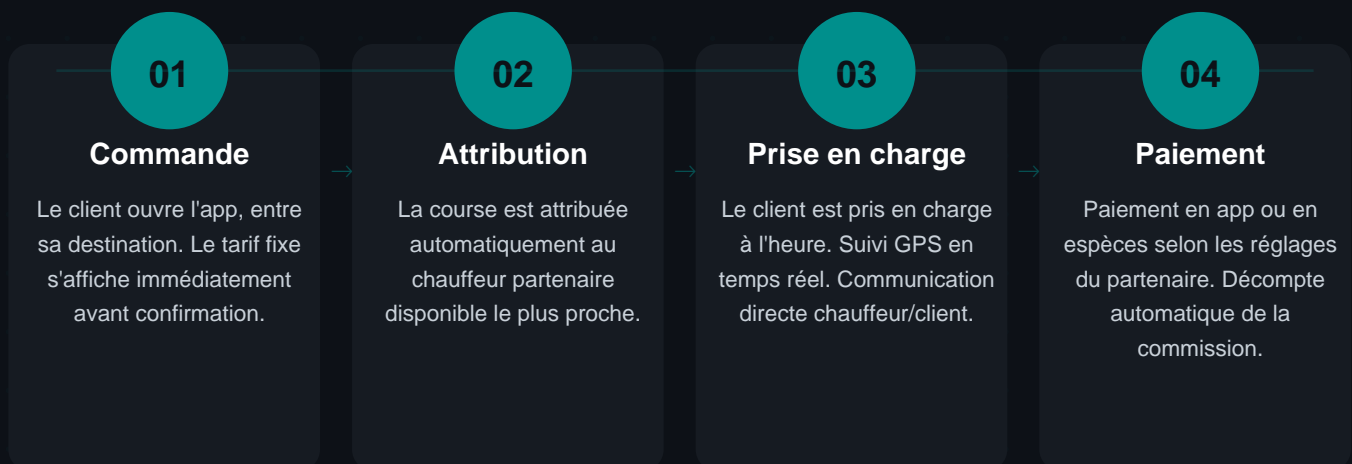 01
Commande
Le client ouvre l'app, entre
sa destination. Le tarif fixe
s'affiche immédiatement
avant confirmation.
→
02
Attribution
La course est attribuée
automatiquement au
chauffeur partenaire
disponible le plus proche.
→
03
Prise en charge
Le client est pris en charge
à l'heure. Suivi GPS en
temps réel. Communication
directe chauffeur/client.
→
04
Paiement
Paiement en app ou en
espèces selon les réglages
du partenaire. Décompte
automatique de la
commission.